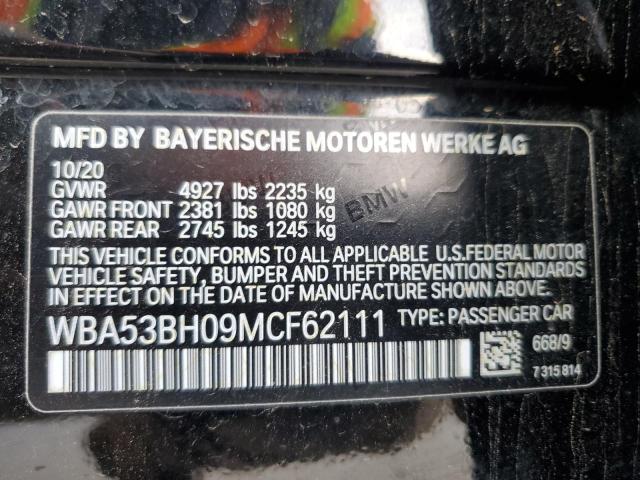 MFD BY BAYERISCHE MOTOREN WERKE AG
10/20
GVWR 4927 lbs 2235 kg
GAWR FRONT 2381 lbs 1080 kg
GAWR REAR 2745 lbs 1245 kg
BMW
THIS VEHICLE CONFORMS TO ALL APPLICABLE U.S.FEDERAL MOTOR
VEHICLE SAFETY, BUMPER AND THEFT PREVENTION STANDARDS
IN EFFECT ON THE DATE OF MANUFACTURE SHOWN ABOVE.
WBA53BH09MCF62111 TYPE: PASSENGER CAR
668/9
7 315 814